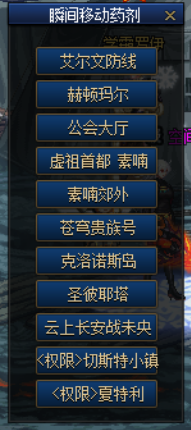 瞬间移动药剂
艾尔文防线
赫顿玛尔
公会大厅
虚祖首都 素喃
素喃郊外
苍穹贵族号
克洛诺斯岛
圣彼耶塔
云上长安战未央
<权限>切斯特小镇
<权限>夏特利